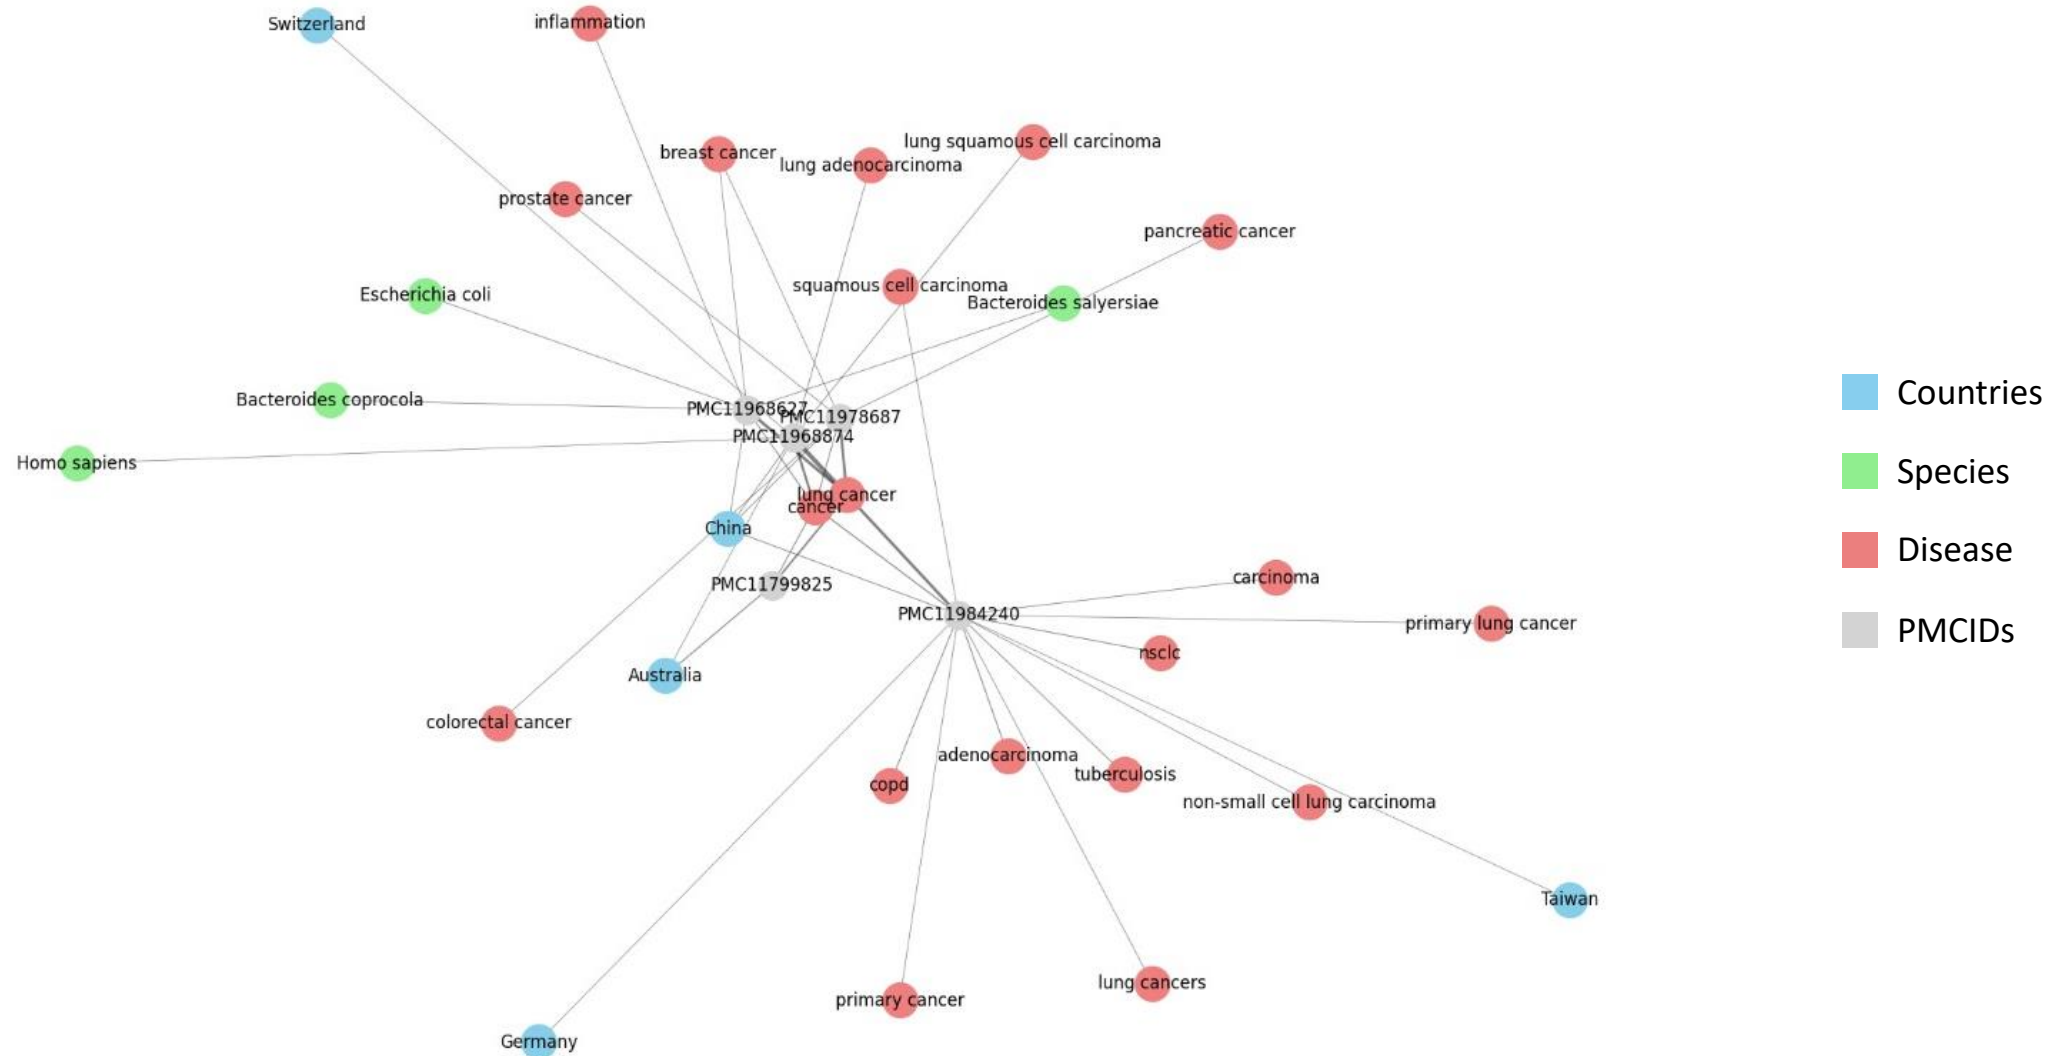 Switzerland
inflammation
breast cancer
lung adenocarcinoma
lung squamous cell carcinoma
prostate cancer
pancreatic cancer
squamous cell carcinoma
Escherichia coli
Bacteroides salyersiae
Bacteroides coprocola
PMC11968627
PMC11978687
PMC11968874
Homo sapiens
lung cancer
cancer
China
PMC11799825
carcinoma
PMC11984240
primary lung cancer
nsclc
Australia
colorectal cancer
adenocarcinoma
tuberculosis
copd
non-small cell lung carcinoma
Taiwan
lung cancers
primary cancer
Germany
Countries
Species
Disease
PMCIDs